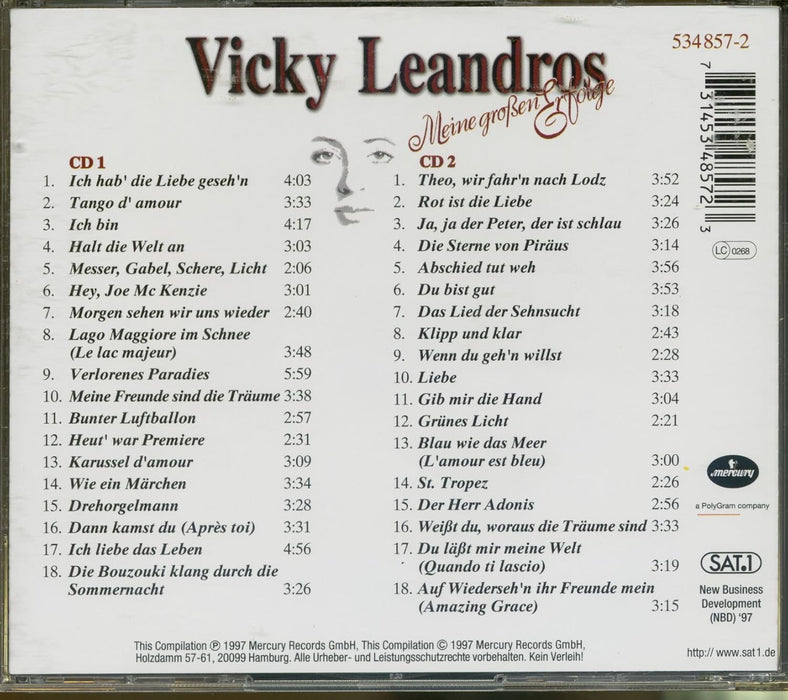 Vicky Leandros
Meine großen Erfolge
534857-2
7 31453 48572 3
LC 0268
CD 1
1. Ich hab' die Liebe geseh'n 4:03
2. Tango d' amour 3:33
3. Ich bin 4:17
4. Halt die Welt an 3:03
5. Messer, Gabel, Schere, Licht 2:06
6. Hey, Joe Mc Kenzie 3:01
7. Morgen sehen wir uns wieder 2:40
8. Lago Maggiore im Schnee
(Le lac majeur) 3:48
9. Verlorenes Paradies 5:59
10. Meine Freunde sind die Träume 3:38
11. Bunter Luftballon 2:57
12. Heut' war Premiere 2:31
13. Karussel d'amour 3:09
14. Wie ein Märchen 3:34
15. Drehorgelmann 3:28
16. Dann kamst du (Après toi) 3:31
17. Ich liebe das Leben 4:56
18. Die Bouzouki klang durch die
Sommernacht 3:26
CD 2
1. Theo, wir fahr'n nach Lodz 3:52
2. Rot ist die Liebe 3:24
3. Ja, ja der Peter, der ist schlau 3:26
4. Die Sterne von Piräus 3:14
5. Abschied tut weh 3:56
6. Du bist gut 3:53
7. Das Lied der Sehnsucht 3:18
8. Klipp und klar 2:43
9. Wenn du geh'n willst 2:28
10. Liebe 3:33
11. Gib mir die Hand 3:04
12. Grünes Licht 2:21
13. Blau wie das Meer
(L'amour est bleu) 3:00
14. St. Tropez 2:26
15. Der Herr Adonis 2:56
16. Weißt du, woraus die Träume sind 3:33
17. Du läßt mir meine Welt
(Quando ti lascio) 3:19
18. Auf Wiederseh'n ihr Freunde mein
(Amazing Grace) 3:15
mercury
a PolyGram company
SAT.1
New Business
Development
(NBD) '97
http:// www.sat1.de
This Compilation ℗ 1997 Mercury Records GmbH, This Compilation © 1997 Mercury Records GmbH,
Holzdamm 57-61, 20099 Hamburg. Alle Urheber- und Leistungsschutzrechte vorbehalten. Kein Verleih!